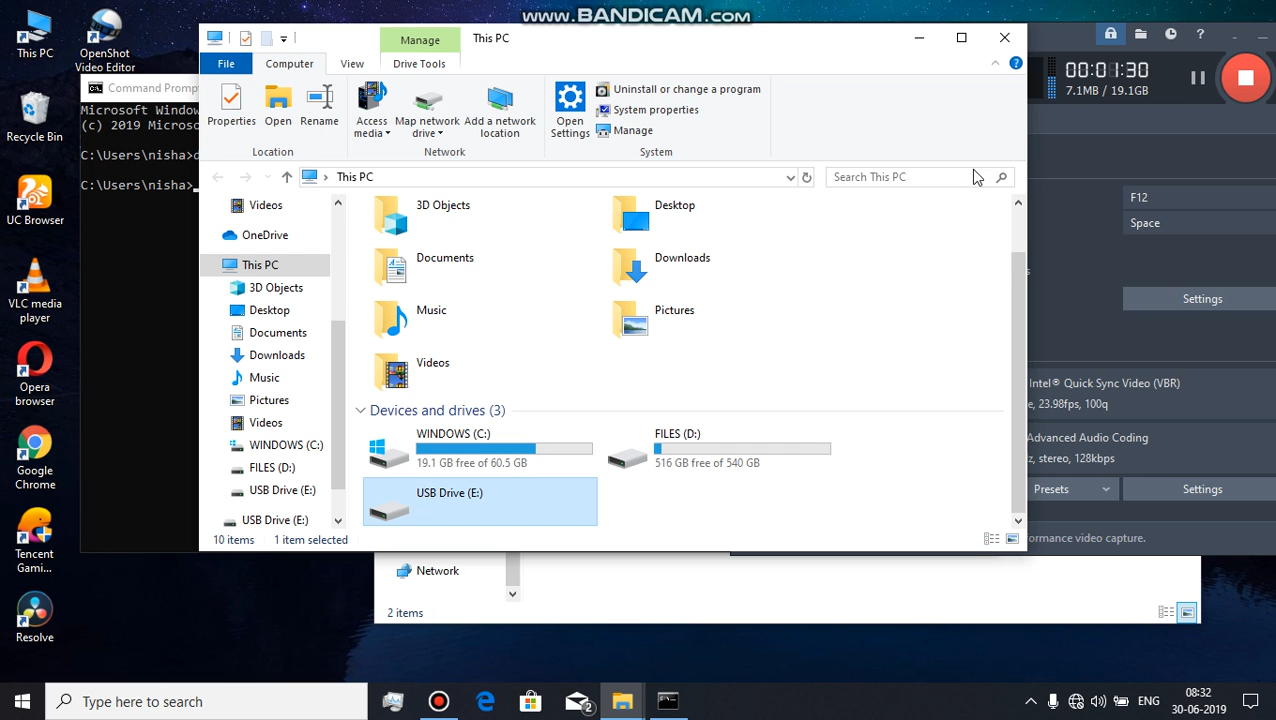 www.BANDICAM.com
This PC
OpenShot
Video Editor
Recycle Bin
UC Browser
VLC media
player
Opera
browser
Google
Chrome
Tencent
Gami...
Resolve
Command Promp
Microsoft Window
(c) 2019 Microso
C:\Users\nisha>
C:\Users\nisha>_
Manage
This PC
File
Computer
View
Drive Tools
Properties
Open
Rename
Location
Access
media
Map network
drive
Add a network
location
Network
Open
Settings
Uninstall or change a program
System properties
Manage
System
This PC
Search This PC
Videos
OneDrive
This PC
3D Objects
Desktop
Documents
Downloads
Music
Pictures
Videos
WINDOWS (C:)
FILES (D:)
USB Drive (E:)
USB Drive (E:)
3D Objects
Desktop
Documents
Downloads
Music
Pictures
Videos
Devices and drives (3)
WINDOWS (C:)
19.1 GB free of 60.5 GB
FILES (D:)
516 GB free of 540 GB
USB Drive (E:)
10 items
1 item selected
Network
2 items
00:01:30
7.1MB / 19.1GB
F12
Space
Settings
Intel® Quick Sync Video (VBR)
, 23.98fps, 100q
Advanced Audio Coding
, stereo, 128kbps
Presets
Settings
ormance video capture.
Type here to search
2
ENG
08:32
30-06-2019